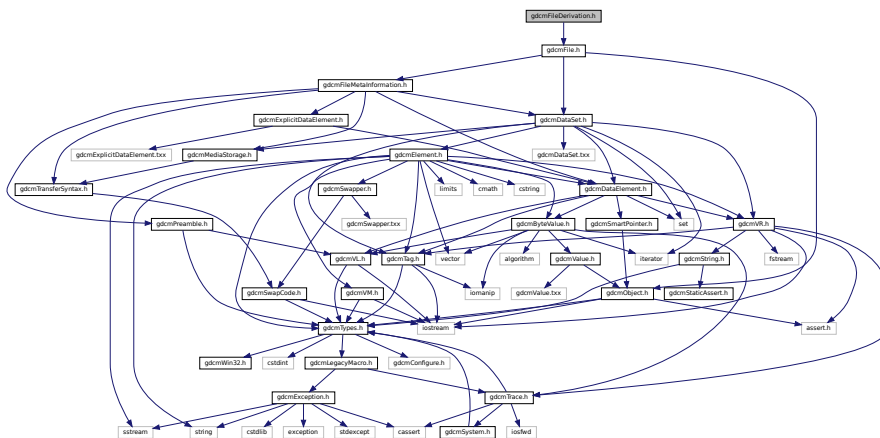 gdcmFileDerivation.h
gdcmFile.h
gdcmFileMetaInformation.h
gdcmExplicitDataElement.h
gdcmDataSet.h
gdcmExplicitDataElement.txx
gdcmMediaStorage.h
gdcmElement.h
gdcmDataSet.txx
gdcmTransferSyntax.h
gdcmSwapper.h
limits
cmath
cstring
gdcmDataElement.h
gdcmPreamble.h
gdcmSwapper.txx
gdcmByteValue.h
gdcmSmartPointer.h
set
gdcmVR.h
gdcmVL.h
gdcmTag.h
vector
algorithm
gdcmValue.h
iterator
gdcmString.h
fstream
gdcmSwapCode.h
gdcmVM.h
iomanip
gdcmValue.txx
gdcmObject.h
gdcmStaticAssert.h
gdcmTypes.h
iostream
assert.h
gdcmWin32.h
cstdint
gdcmLegacyMacro.h
gdcmConfigure.h
gdcmException.h
gdcmTrace.h
sstream
string
cstdlib
exception
stdexcept
cassert
gdcmSystem.h
iosfwd